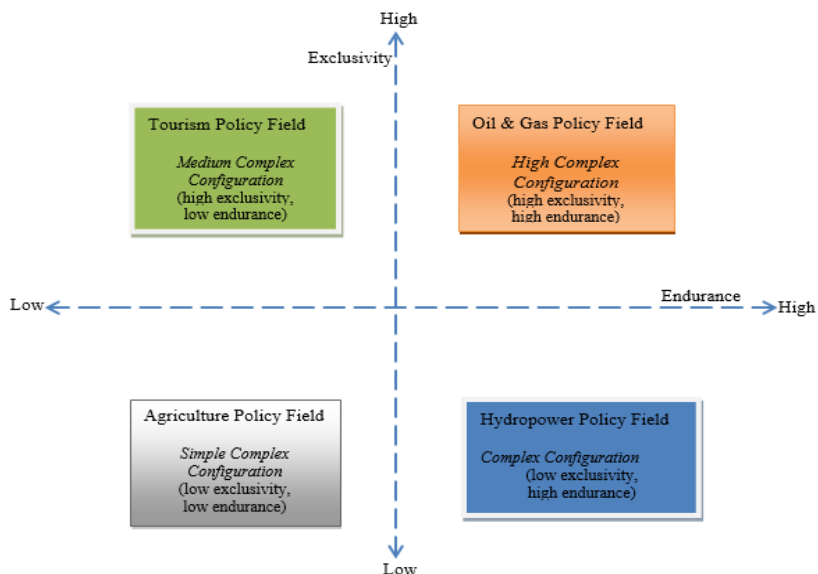 High
Exclusivity
Tourism Policy Field
Medium Complex
Configuration
(high exclusivity,
low endurance)
Oil & Gas Policy Field
High Complex
Configuration
(high exclusivity,
high endurance)
Low
Endurance
High
Agriculture Policy Field
Simple Complex
Configuration
(low exclusivity,
low endurance)
Hydropower Policy Field
Complex Configuration
(low exclusivity,
high endurance)
Low